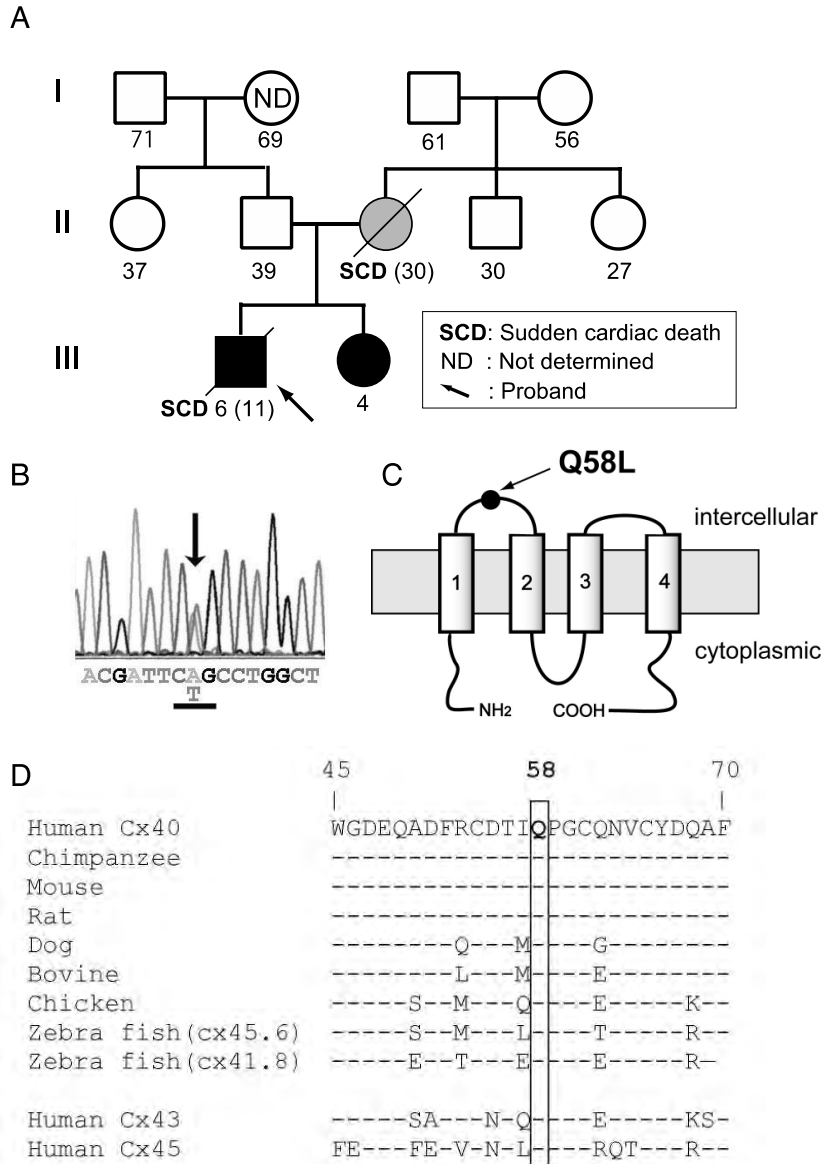 A
I
ND
71 69 61 56
II
37 39 SCD (30) 30 27
III
SCD 6 (11) 4
SCD: Sudden cardiac death
ND : Not determined
: Proband
B
ACGATTCAGCCTGGCT
T
C
Q58L
intercellular
1 2 3 4
cytoplasmic
NH2 COOH
D
45 58 70
Human Cx40 WGDEQADFRCDTIQPGCQNVCYDQAF
Chimpanzee --------------------------
Mouse --------------------------
Rat --------------------------
Dog --------Q---M----G--------
Bovine --------L---M----E--------
Chicken -----S--M---Q----E-----K--
Zebra fish(cx45.6) -----S--M---L----T-----R--
Zebra fish(cx41.8) -----E--T---E----E-----R-
Human Cx43 -----SA---N-Q----E-----KS-
Human Cx45 FE---FE-V-N-L----RQT---R--